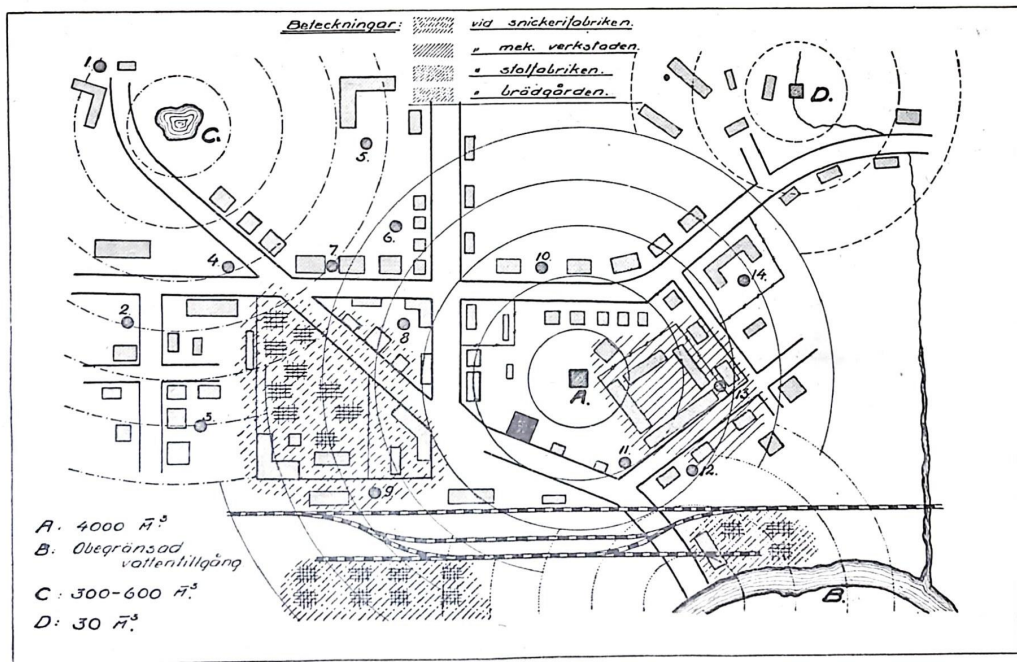 Beteckningar: vid snickerifabriken.
" mek. verkstaden.
" stolfabriken.
" brädgården.
1.
C.
5.
D.
6.
7.
4.
10.
14.
2.
8.
A.
13.
3.
11.
12.
9.
A: 4000 M³.
B: Obegränsad
vattentillgång
C: 300-600 M³.
D: 30 M³.
B.